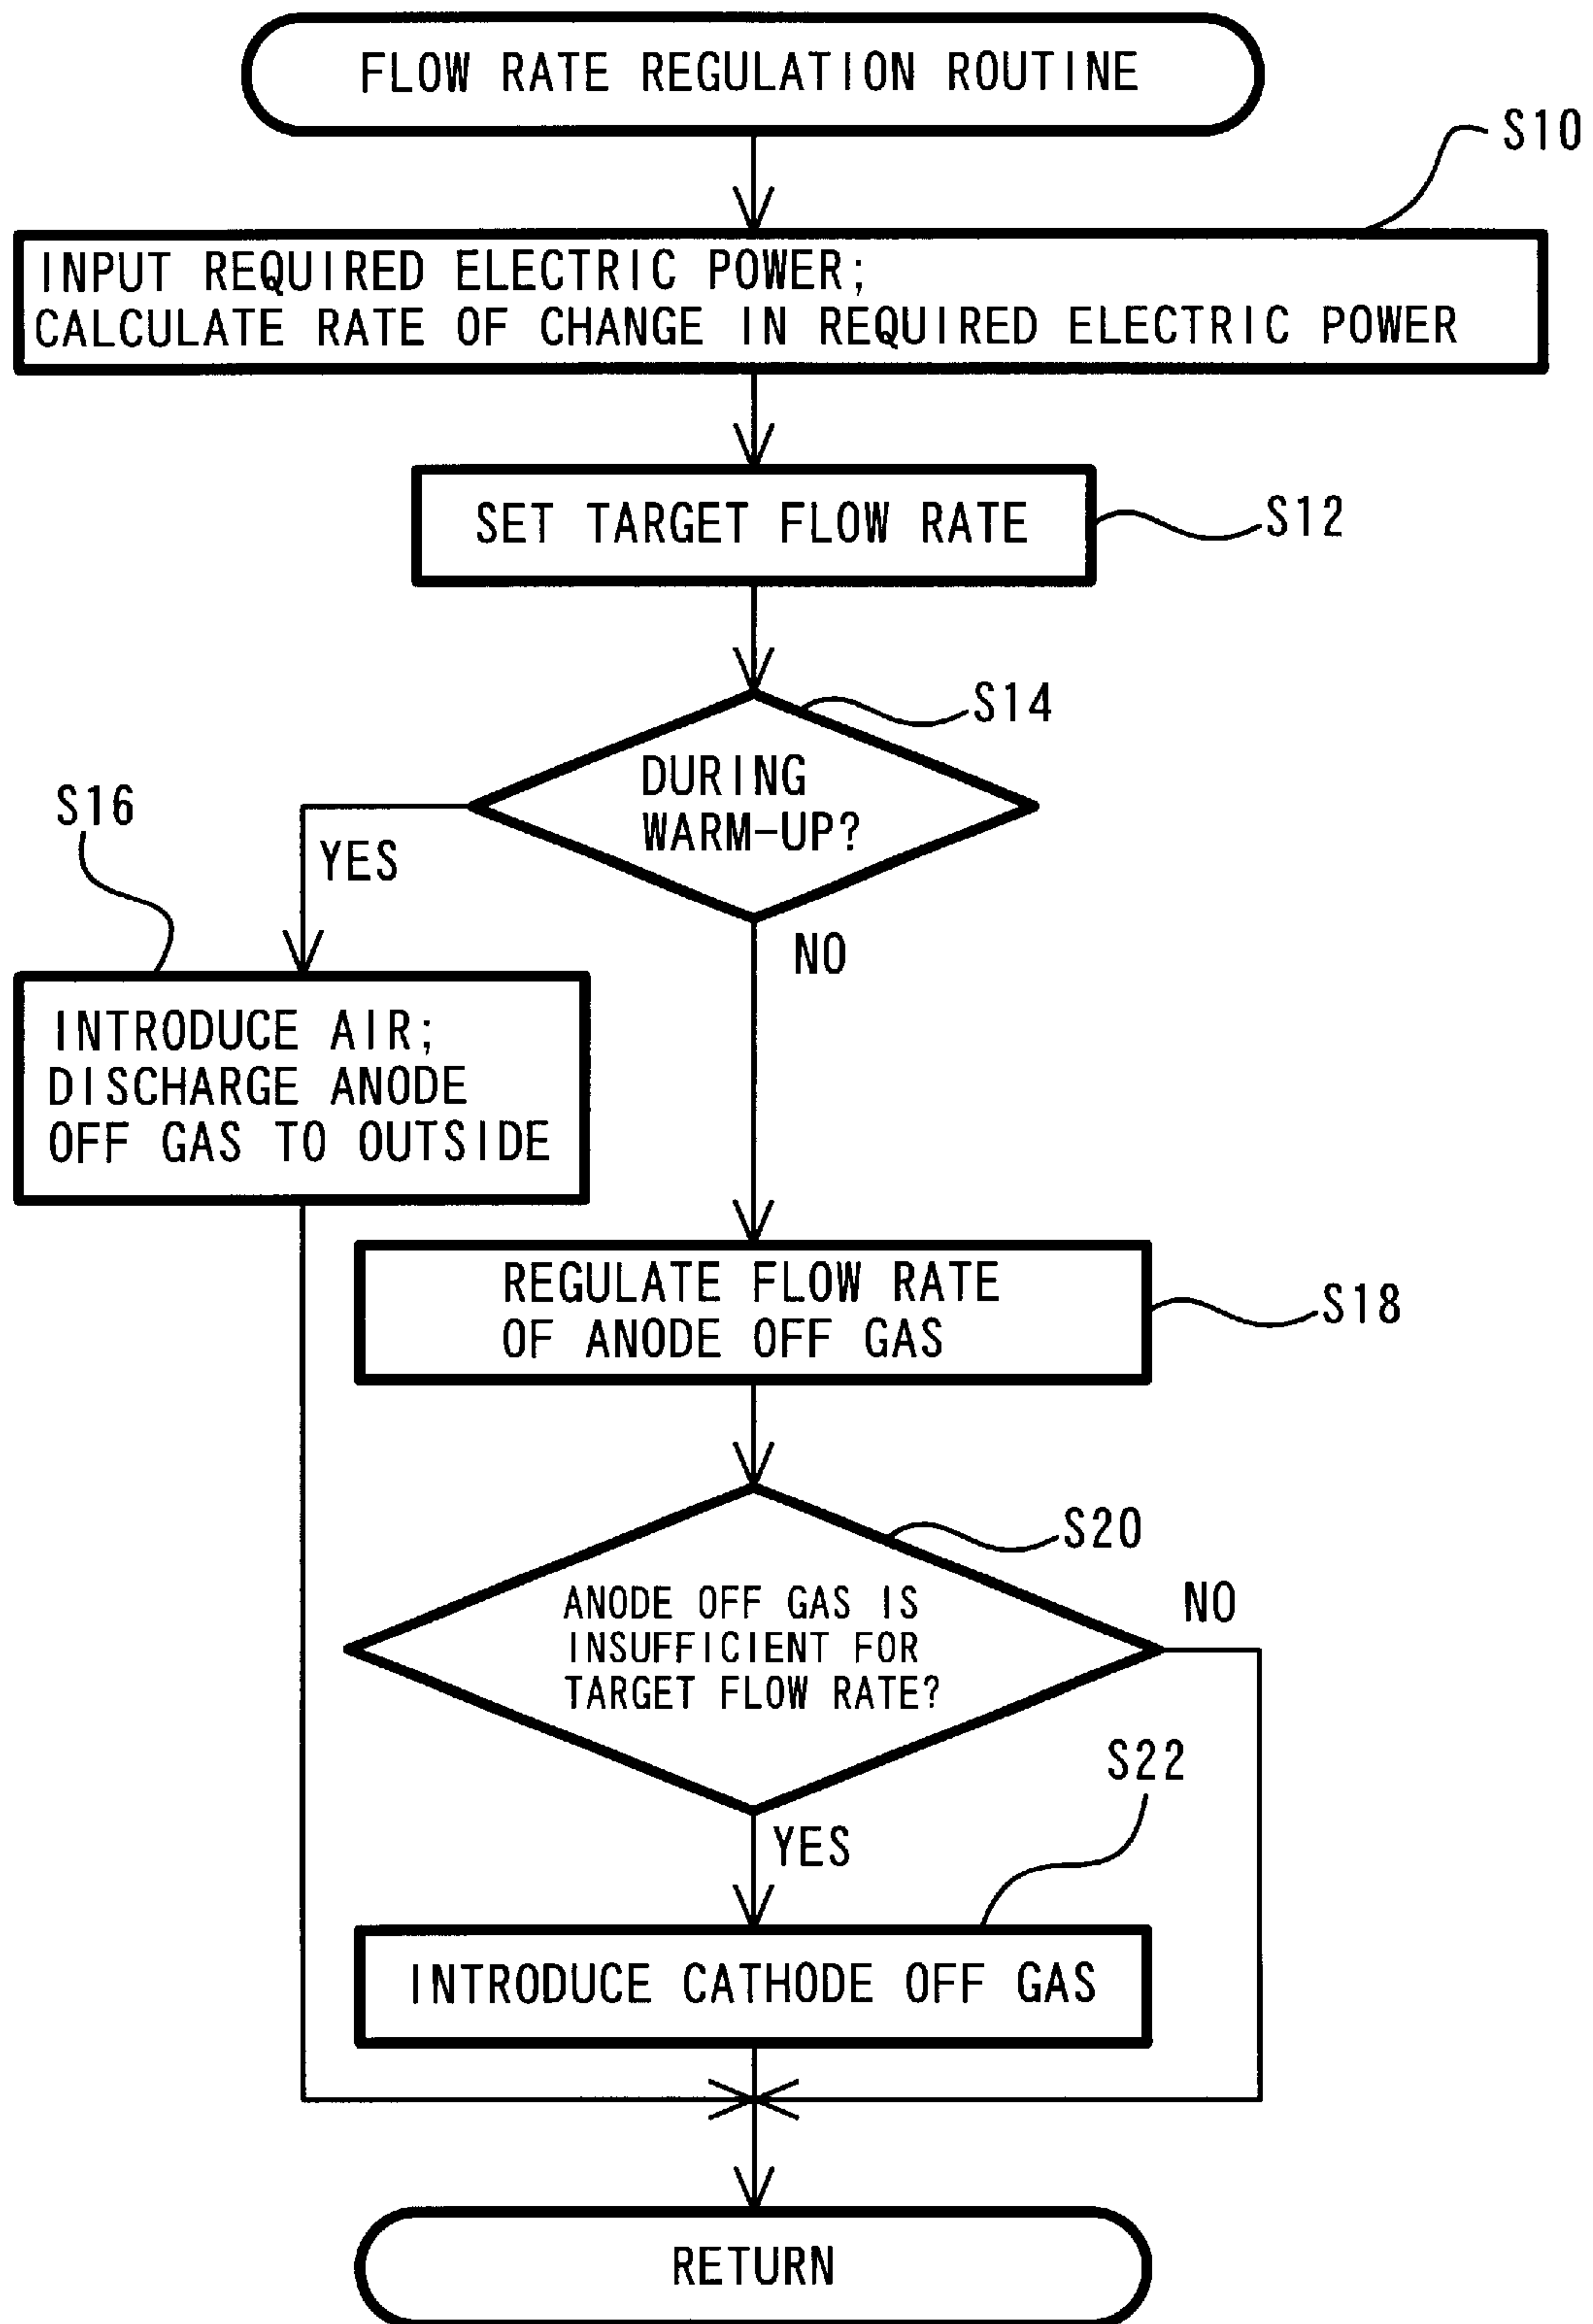 FLOW RATE REGULATION ROUTINE
S10
INPUT REQUIRED ELECTRIC POWER;
CALCULATE RATE OF CHANGE IN REQUIRED ELECTRIC POWER
SET TARGET FLOW RATE
S12
S14
DURING
WARM-UP?
S16
YES
NO
INTRODUCE AIR;
DISCHARGE ANODE
OFF GAS TO OUTSIDE
REGULATE FLOW RATE
OF ANODE OFF GAS
S18
S20
ANODE OFF GAS IS
INSUFFICIENT FOR
TARGET FLOW RATE?
NO
S22
YES
INTRODUCE CATHODE OFF GAS
RETURN